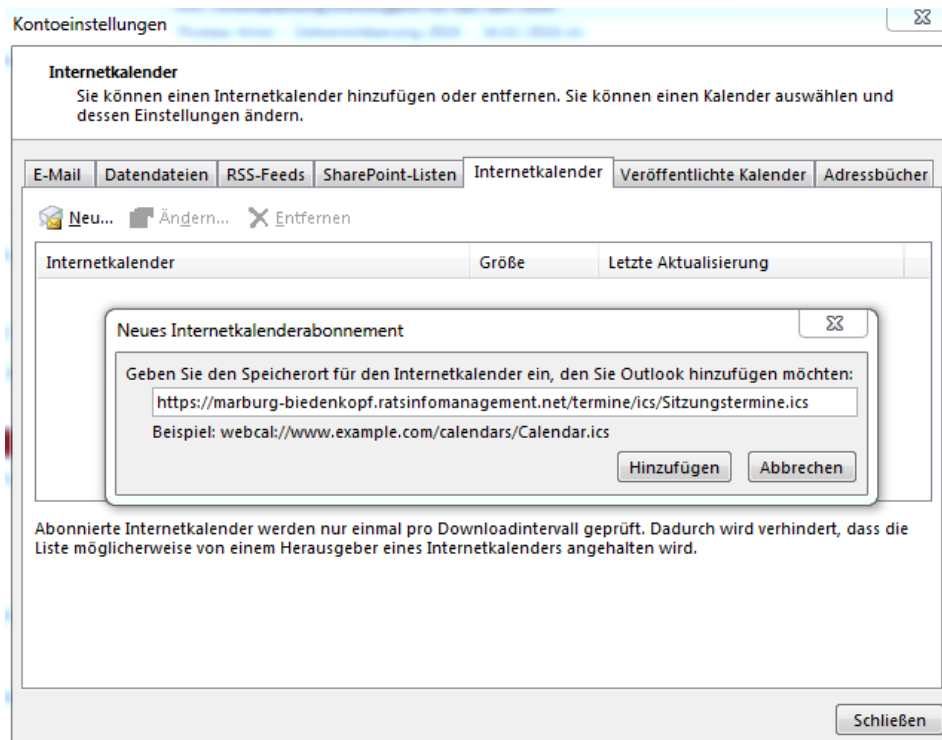 Kontoeinstellungen
Internetkalender
Sie können einen Internetkalender hinzufügen oder entfernen. Sie können einen Kalender auswählen und
dessen Einstellungen ändern.
E-Mail Datendateien RSS-Feeds SharePoint-Listen Internetkalender Veröffentlichte Kalender Adressbücher
Neu... Ändern... Entfernen
Internetkalender Größe Letzte Aktualisierung
Neues Internetkalenderabonnement
Geben Sie den Speicherort für den Internetkalender ein, den Sie Outlook hinzufügen möchten:
https://marburg-biedenkopf.ratsinfomanagement.net/termine/ics/Sitzungstermine.ics
Beispiel: webcal://www.example.com/calendars/Calendar.ics
Hinzufügen Abbrechen
Abonnierte Internetkalender werden nur einmal pro Downloadintervall geprüft. Dadurch wird verhindert, dass die
Liste möglicherweise von einem Herausgeber eines Internetkalenders angehalten wird.
Schließen